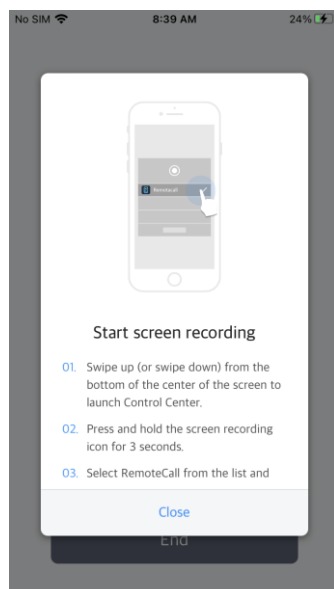 No SIM 8:39 AM 24%
RemoteCall
Start screen recording
01. Swipe up (or swipe down) from the
bottom of the center of the screen to
launch Control Center.
02. Press and hold the screen recording
icon for 3 seconds.
03. Select RemoteCall from the list and
Close
End